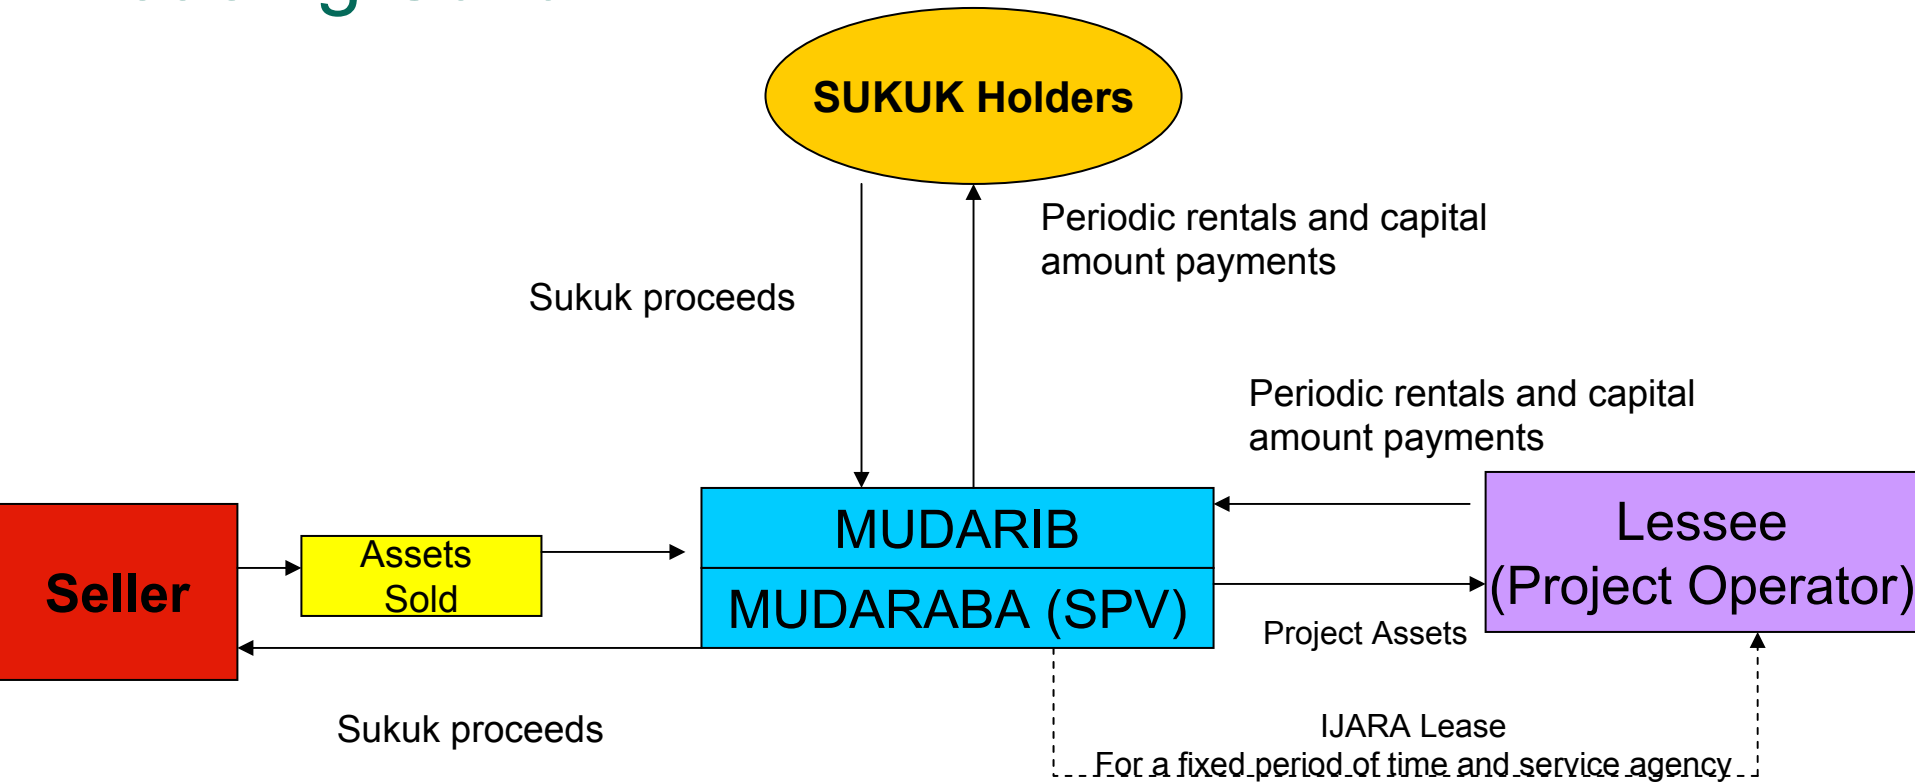 SUKUK Holders
Periodic rentals and capital
amount payments
Sukuk proceeds
Periodic rentals and capital
amount payments
MUDARIB
Lessee
(Project Operator)
Assets
Sold
Seller
MUDARABA (SPV)
Project Assets
Sukuk proceeds
IJARA Lease
For a fixed period of time and service agency